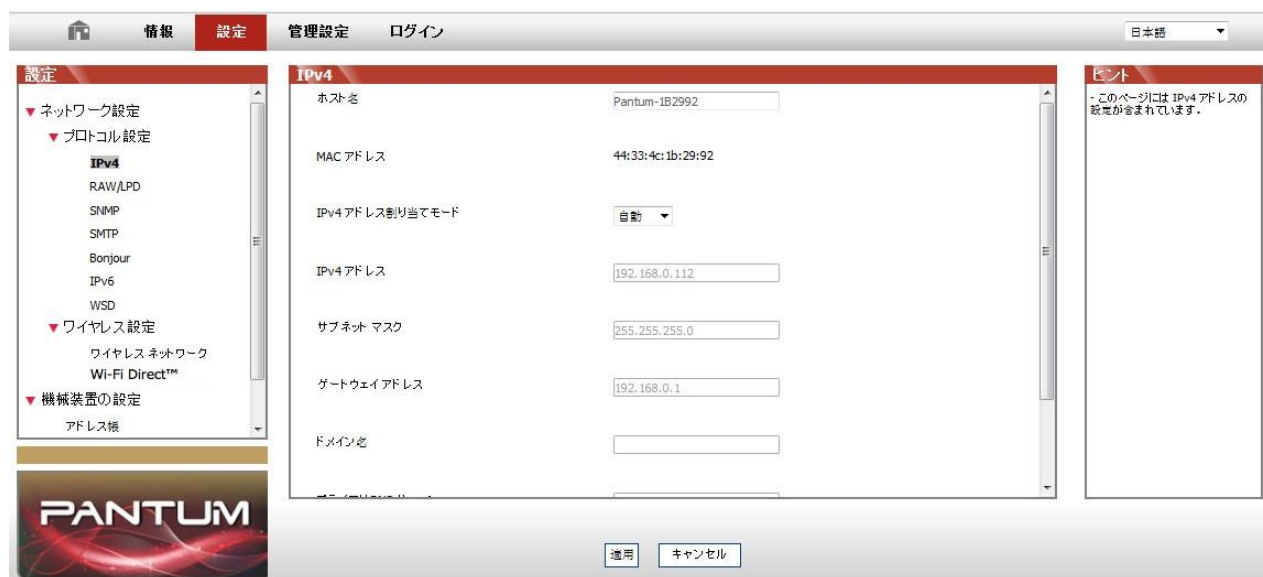 情報 設定 管理設定 ログイン 日本語
設定
▼ ネットワーク設定
▼ プロトコル設定
IPv4
RAW/LPD
SNMP
SMTP
Bonjour
IPv6
WSD
▼ ワイヤレス設定
ワイヤレス ネットワーク
Wi-Fi Direct™
▼ 機械装置の設定
アドレス帳
PANTUM
IPv4
ホスト名 Pantum-1B2992
MAC アドレス 44:33:4c:1b:29:92
IPv4 アドレス割り当てモード 自動
IPv4 アドレス 192.168.0.112
サブネット マスク 255.255.255.0
ゲートウェイ アドレス 192.168.0.1
ドメイン名
適用 キャンセル
ヒント
- このページには IPv4 アドレスの
設定が含まれています.